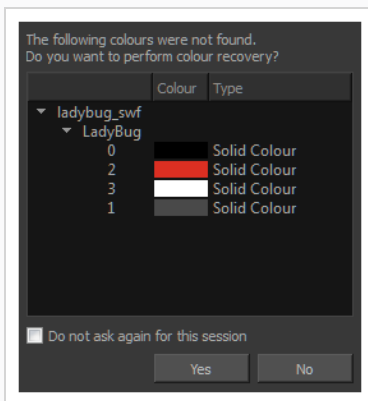 The following colours were not found.
Do you want to perform colour recovery?
Colour Type
ladybug_swf
LadyBug
0 Solid Colour
2 Solid Colour
3 Solid Colour
1 Solid Colour
Do not ask again for this session
Yes No